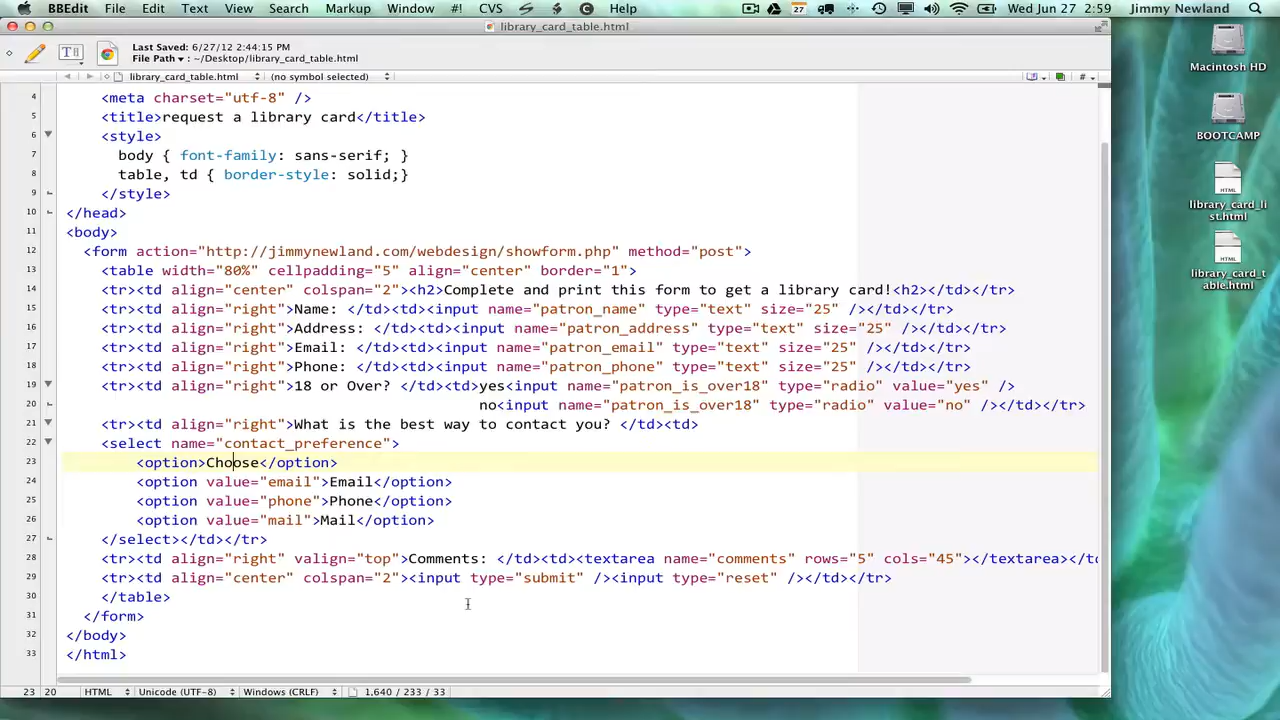 BBEdit File Edit Text View Search Markup Window #! CVS Help 27 Wed Jun 27 2:59 Jimmy Newland
library_card_table.html
Last Saved: 6/27/12 2:44:15 PM
File Path ▾ : ~/Desktop/library_card_table.html
library_card_table.html (no symbol selected) #
4 <meta charset="utf-8" />
5 <title>request a library card</title>
6 <style>
7 body { font-family: sans-serif; }
8 table, td { border-style: solid;}
9 </style>
10 </head>
11 <body>
12 <form action="http://jimmynewland.com/webdesign/showform.php" method="post">
13 <table width="80%" cellpadding="5" align="center" border="1">
14 <tr><td align="center" colspan="2"><h2>Complete and print this form to get a library card!<h2></td></tr>
15 <tr><td align="right">Name: </td><td><input name="patron_name" type="text" size="25" /></td></tr>
16 <tr><td align="right">Address: </td><td><input name="patron_address" type="text" size="25" /></td></tr>
17 <tr><td align="right">Email: </td><td><input name="patron_email" type="text" size="25" /></td></tr>
18 <tr><td align="right">Phone: </td><td><input name="patron_phone" type="text" size="25" /></td></tr>
19 <tr><td align="right">18 or Over? </td><td>yes<input name="patron_is_over18" type="radio" value="yes" />
20 no<input name="patron_is_over18" type="radio" value="no" /></td></tr>
21 <tr><td align="right">What is the best way to contact you? </td><td>
22 <select name="contact_preference">
23 <option>Choose</option>
24 <option value="email">Email</option>
25 <option value="phone">Phone</option>
26 <option value="mail">Mail</option>
27 </select></td></tr>
28 <tr><td align="right" valign="top">Comments: </td><td><textarea name="comments" rows="5" cols="45"></textarea></tc
29 <tr><td align="center" colspan="2"><input type="submit" /><input type="reset" /></td></tr>
30 </table>
31 </form>
32 </body>
33 </html>
23 20 HTML Unicode (UTF-8) Windows (CRLF) 1,640 / 233 / 33
Macintosh HD
BOOTCAMP
HTML
library_card_li
st.html
HTML
library_card_t
able.html